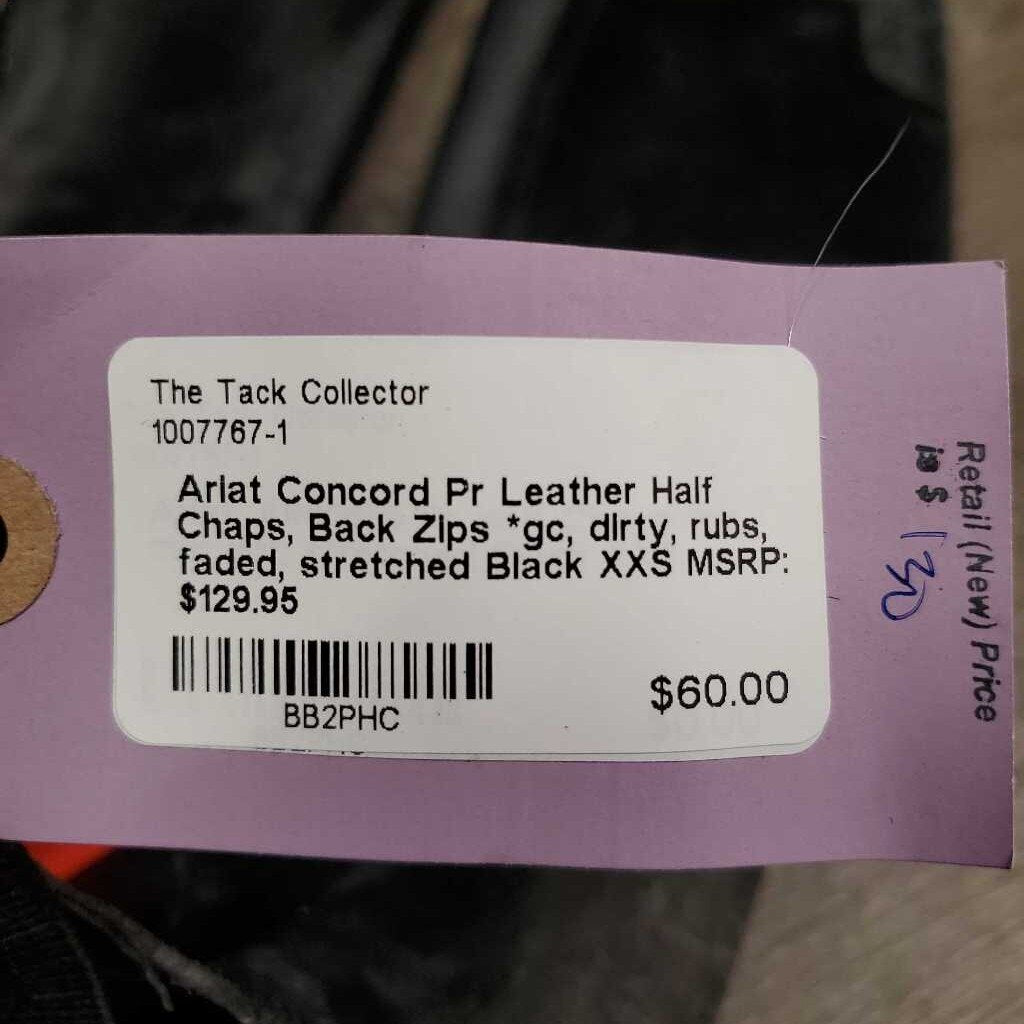 The Tack Collector
1007767-1
Ariat Concord Pr Leather Half
Chaps, Back Zips *gc, dirty, rubs,
faded, stretched Black XXS MSRP:
$129.95
BB2PHC
$60.00
Retail (New) Price
is $ 130